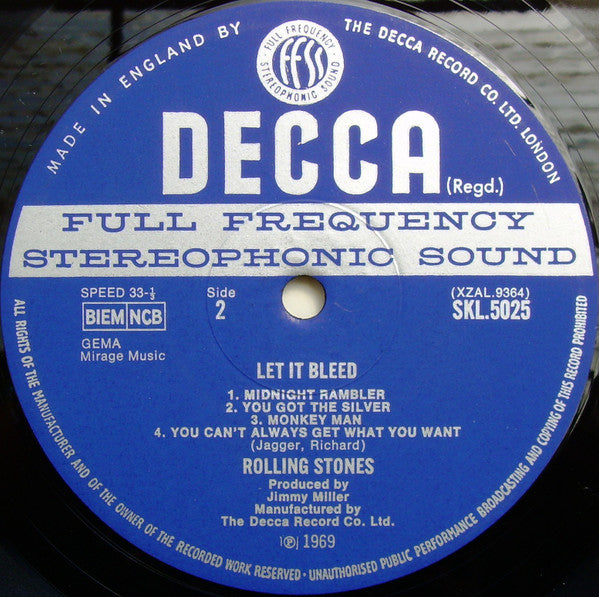 MADE IN ENGLAND BY
THE DECCA RECORD CO. LTD. LONDON
FULL FREQUENCY
FFSS
STEREOPHONIC SOUND
DECCA
(Regd.)
FULL FREQUENCY
STEREOPHONIC SOUND
SPEED 33-⅓
BIEM NCB
GEMA
Mirage Music
Side
2
(XZAL.9364)
SKL.5025
LET IT BLEED
1. MIDNIGHT RAMBLER
2. YOU GOT THE SILVER
3. MONKEY MAN
4. YOU CAN'T ALWAYS GET WHAT YOU WANT
(Jagger, Richard)
ROLLING STONES
Produced by
Jimmy Miller
Manufactured by
The Decca Record Co. Ltd.
Ⓟ 1969
ALL RIGHTS OF THE MANUFACTURER AND OF THE OWNER OF THE RECORDED WORK RESERVED · UNAUTHORISED PUBLIC PERFORMANCE BROADCASTING AND COPYING OF THIS RECORD PROHIBITED